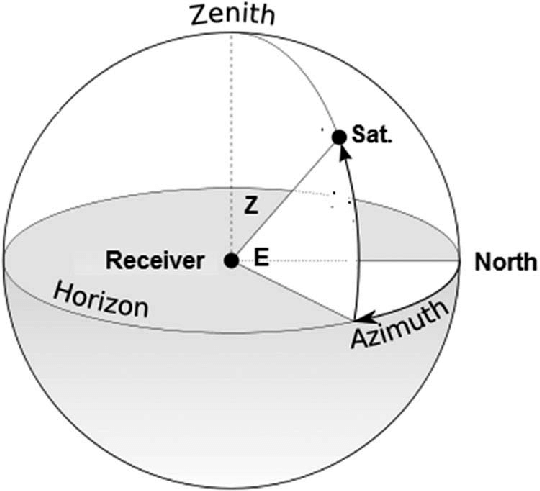 Zenith
Sat.
Z
Receiver
E
North
Horizon
Azimuth